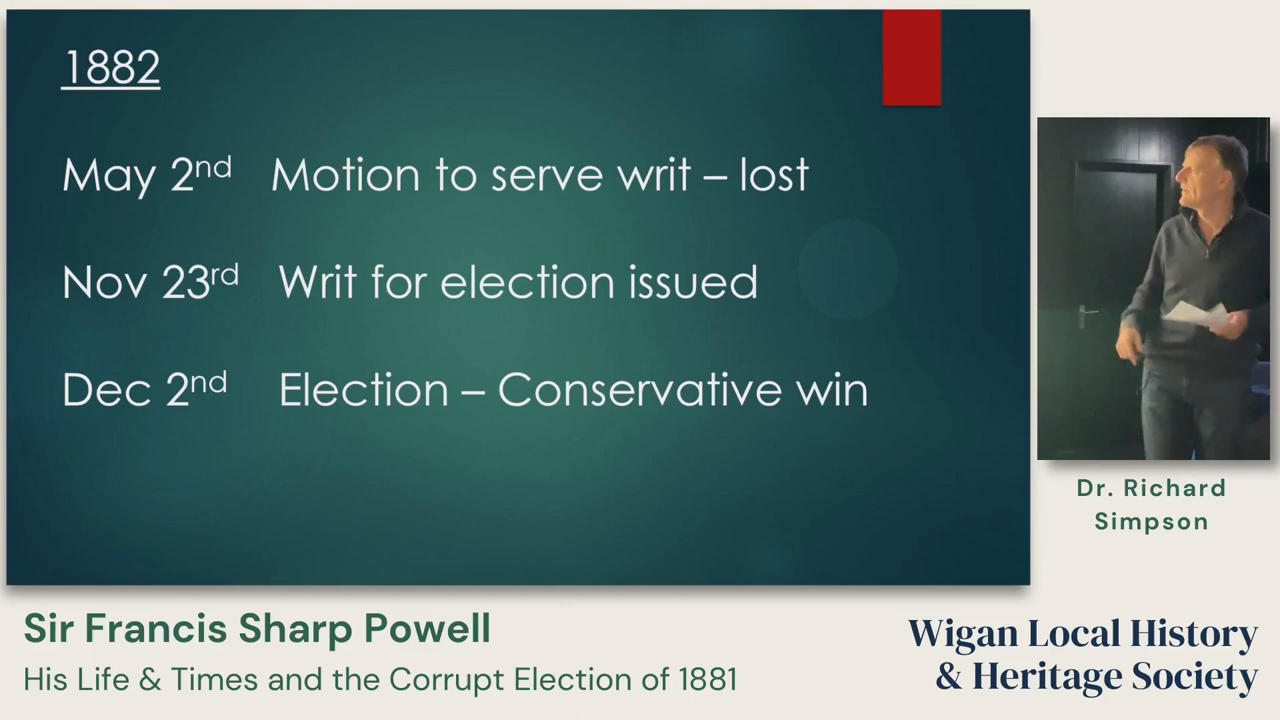 1882
May 2nd Motion to serve writ – lost
Nov 23rd Writ for election issued
Dec 2nd Election – Conservative win
Dr. Richard
Simpson
Sir Francis Sharp Powell
His Life & Times and the Corrupt Election of 1881
Wigan Local History
& Heritage Society